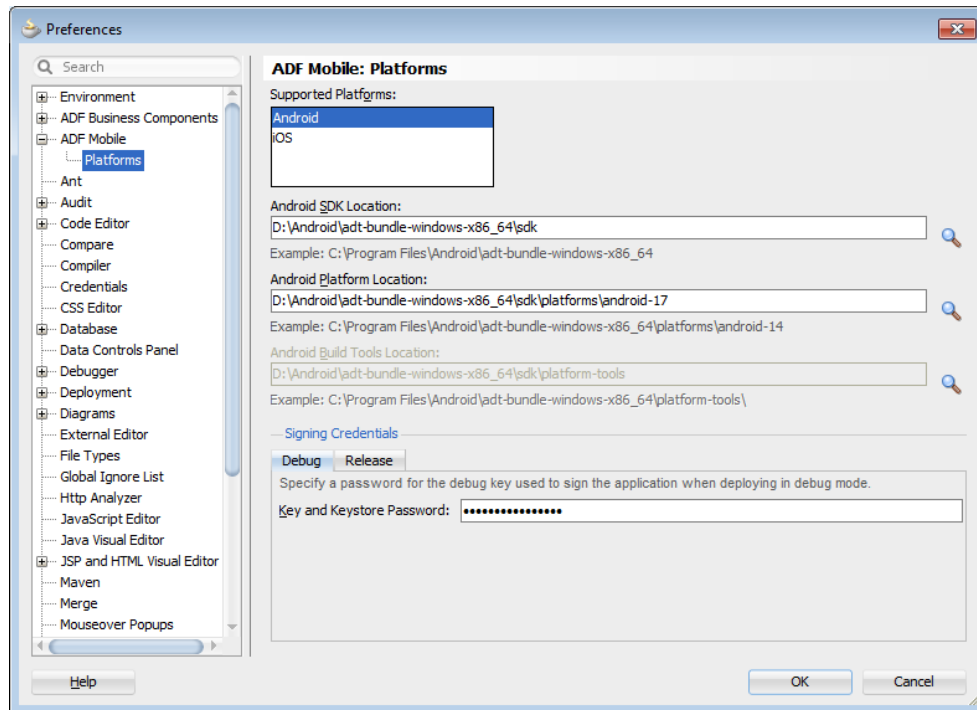 Preferences
Search
Environment
ADF Business Components
ADF Mobile
Platforms
Ant
Audit
Code Editor
Compare
Compiler
Credentials
CSS Editor
Database
Data Controls Panel
Debugger
Deployment
Diagrams
External Editor
File Types
Global Ignore List
Http Analyzer
JavaScript Editor
Java Visual Editor
JSP and HTML Visual Editor
Maven
Merge
Mouseover Popups
ADF Mobile: Platforms
Supported Platforms:
Android
iOS
Android SDK Location:
D:\Android\adt-bundle-windows-x86_64\sdk
Example: C:\Program Files\Android\adt-bundle-windows-x86_64
Android Platform Location:
D:\Android\adt-bundle-windows-x86_64\sdk\platforms\android-17
Example: C:\Program Files\Android\adt-bundle-windows-x86_64\platforms\android-14
Android Build Tools Location:
D:\Android\adt-bundle-windows-x86_64\sdk\platform-tools
Example: C:\Program Files\Android\adt-bundle-windows-x86_64\platform-tools\
Signing Credentials
Debug Release
Specify a password for the debug key used to sign the application when deploying in debug mode.
Key and Keystore Password: ••••••••••••••••
Help OK Cancel